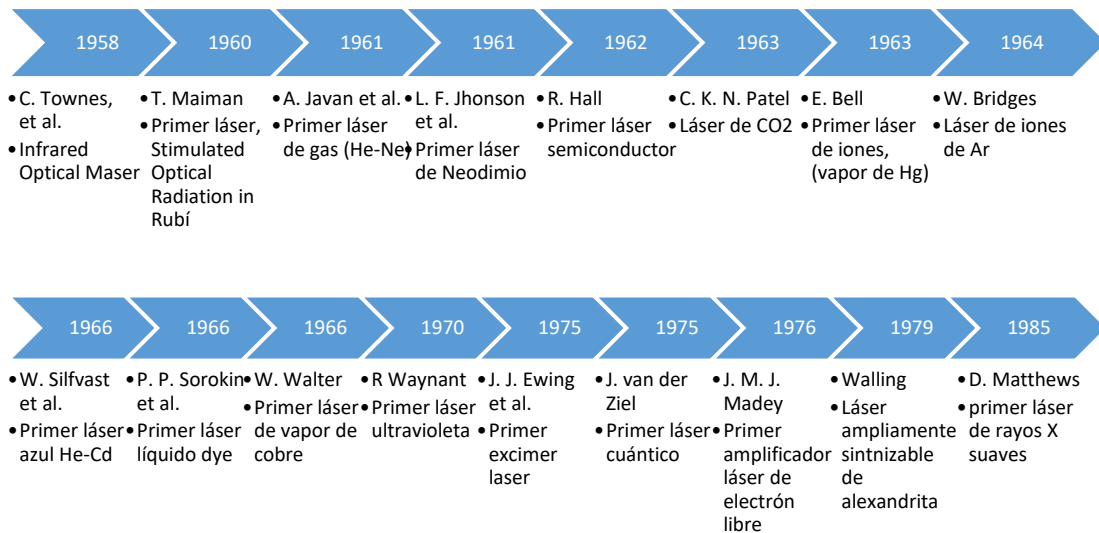 1958
1960
1961
1961
1962
1963
1963
1964
•C. Townes,
et al.
•Infrared
Optical Maser
•T. Maiman
•Primer láser,
Stimulated
Optical
Radiation in
Rubí
•A. Javan et al.
•Primer láser
de gas (He-Ne)
•L. F. Jhonson
et al.
•Primer láser
de Neodimio
•R. Hall
•Primer láser
semiconductor
•C. K. N. Patel
•Láser de CO2
•E. Bell
•Primer láser
de iones,
(vapor de Hg)
•W. Bridges
•Láser de iones
de Ar
1966
1966
1966
1970
1975
1975
1976
1979
1985
•W. Silfvast
et al.
•Primer láser
azul He-Cd
•P. P. Sorokin
et al.
•Primer láser
líquido dye
•W. Walter
•Primer láser
de vapor de
cobre
•R Waynant
•Primer láser
ultravioleta
•J. J. Ewing
et al.
•Primer
excimer
laser
•J. van der
Ziel
•Primer láser
cuántico
•J. M. J.
Madey
•Primer
amplificador
láser de
electrón
libre
•Walling
•Láser
ampliamente
sintnizable
de
alexandrita
•D. Matthews
•primer láser
de rayos X
suaves